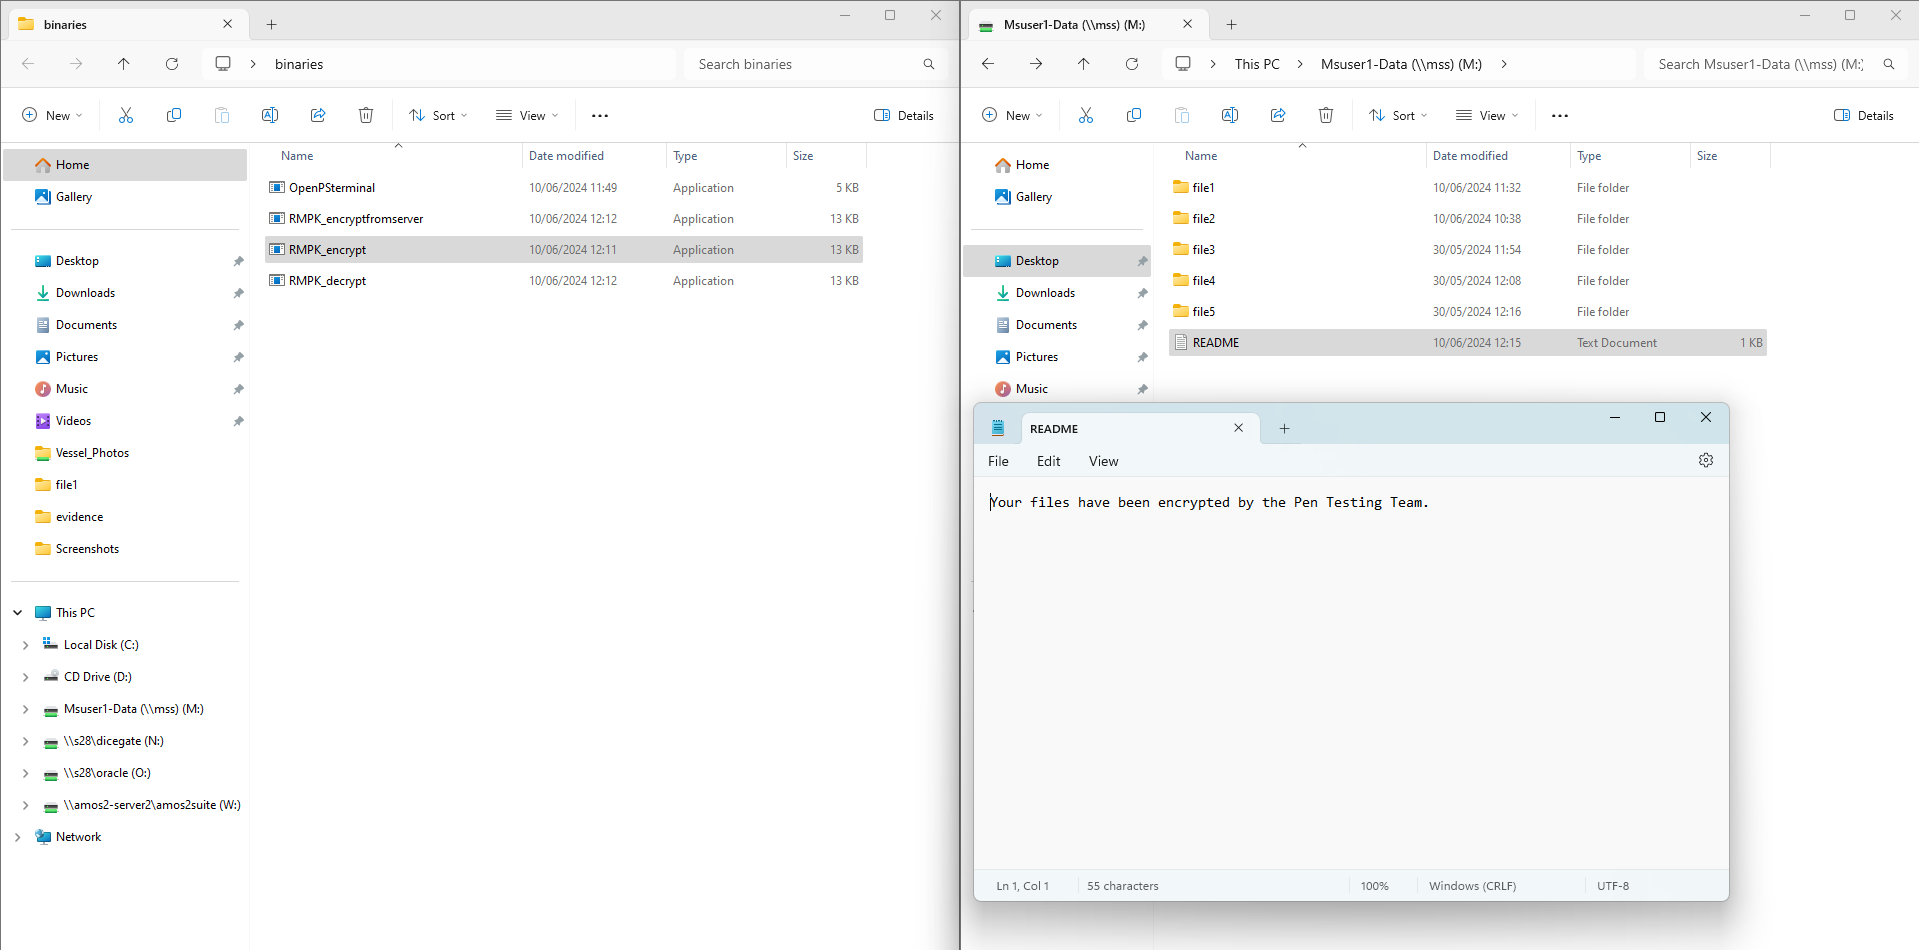 binaries
binaries
Search binaries
New
Sort
View
Details
Home
Gallery
Desktop
Downloads
Documents
Pictures
Music
Videos
Vessel_Photos
file1
evidence
Screenshots
This PC
Local Disk (C:)
CD Drive (D:)
Msuser1-Data (\\mss) (M:)
\\s28\dicegate (N:)
\\s28\oracle (O:)
\\amos2-server2\amos2suite (W:)
Network
Name Date modified Type Size
OpenPSterminal 10/06/2024 11:49 Application 5 KB
RMPK_encryptfromserver 10/06/2024 12:12 Application 13 KB
RMPK_encrypt 10/06/2024 12:11 Application 13 KB
RMPK_decrypt 10/06/2024 12:12 Application 13 KB
Msuser1-Data (\\mss) (M:)
This PC Msuser1-Data (\\mss) (M:)
Search Msuser1-Data (\\mss) (M:)
New
Sort
View
Details
Home
Gallery
Desktop
Downloads
Documents
Pictures
Music
Name Date modified Type Size
file1 10/06/2024 11:32 File folder
file2 10/06/2024 10:38 File folder
file3 30/05/2024 11:54 File folder
file4 30/05/2024 12:08 File folder
file5 30/05/2024 12:16 File folder
README 10/06/2024 12:15 Text Document 1 KB
README
File Edit View
Your files have been encrypted by the Pen Testing Team.
Ln 1, Col 1 55 characters 100% Windows (CRLF) UTF-8